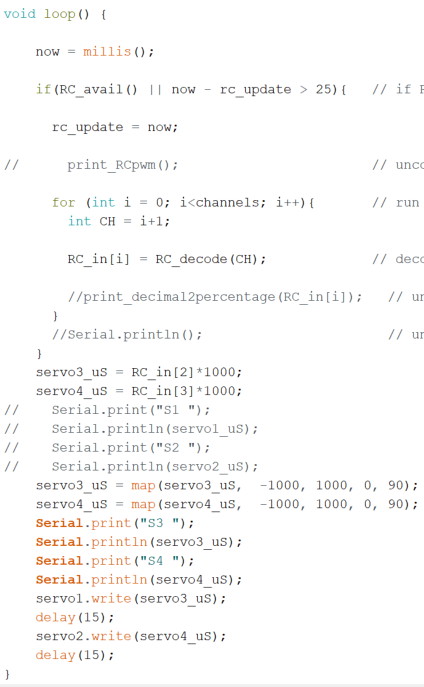 void loop() {
now = millis();
if(RC_avail() || now - rc_update > 25){ // if
rc_update = now;
// print_RCpwm(); // unco
for (int i = 0; i<channels; i++){ // run
int CH = i+1;
RC_in[i] = RC_decode(CH); // deco
//print_decimal2percentage(RC_in[i]); // un
}
//Serial.println(); // un
}
servo3_uS = RC_in[2]*1000;
servo4_uS = RC_in[3]*1000;
// Serial.print("S1 ");
// Serial.println(servo1_uS);
// Serial.print("S2 ");
// Serial.println(servo2_uS);
servo3_uS = map(servo3_uS, -1000, 1000, 0, 90);
servo4_uS = map(servo4_uS, -1000, 1000, 0, 90);
Serial.print("S3 ");
Serial.println(servo3_uS);
Serial.print("S4 ");
Serial.println(servo4_uS);
servo1.write(servo3_uS);
delay(15);
servo2.write(servo4_uS);
delay(15);
}